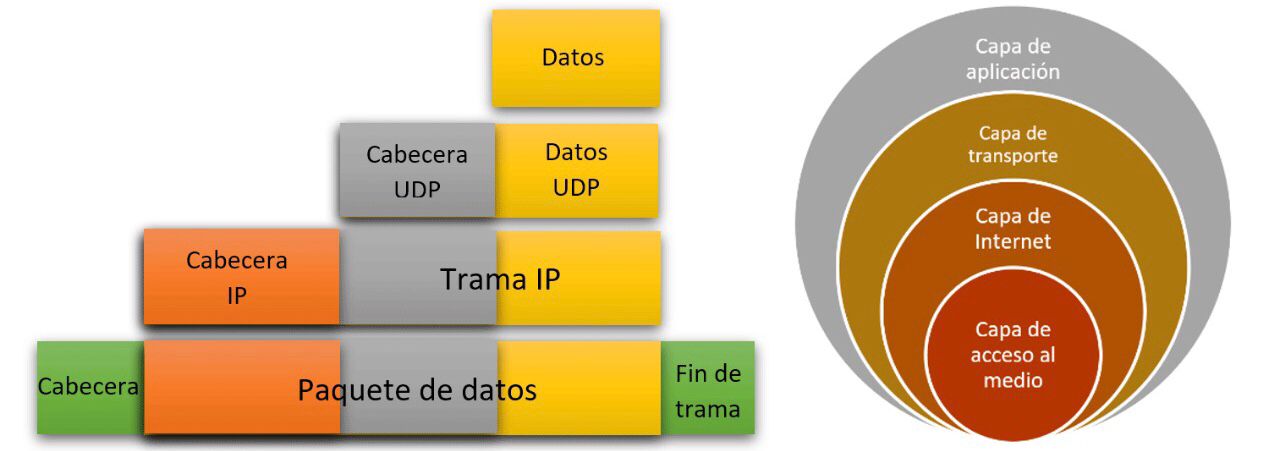 Datos
Cabecera
UDP
Datos
UDP
Cabecera
IP
Trama IP
Cabecera
Paquete de datos
Fin de
trama
Capa de
aplicación
Capa de
transporte
Capa de
Internet
Capa de
acceso al
medio